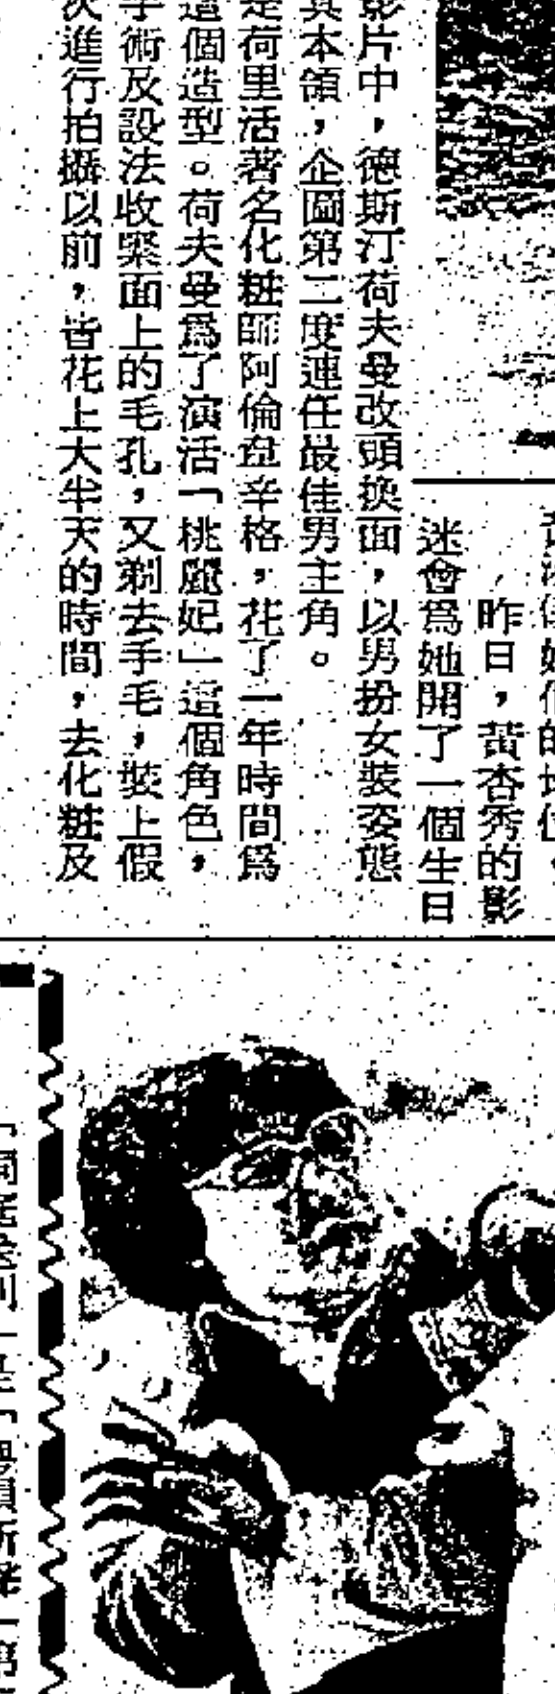 昨日，黃杏秀的影
迷會爲她開了一個生日
影片中，德斯汀荷夫曼改頭換面，以男扮女裝姿態
本領，企圖第二度連任最佳男主角。
是荷里活著名化粧師阿倫韋辛格，花了一年時間爲
這個造型。荷夫曼爲了演活「桃麗妃」這個角色，
手術及設法收緊面上的毛孔，又剃去手毛，裝上假
次進行拍攝以前，皆花上大半天的時間，去化粧及